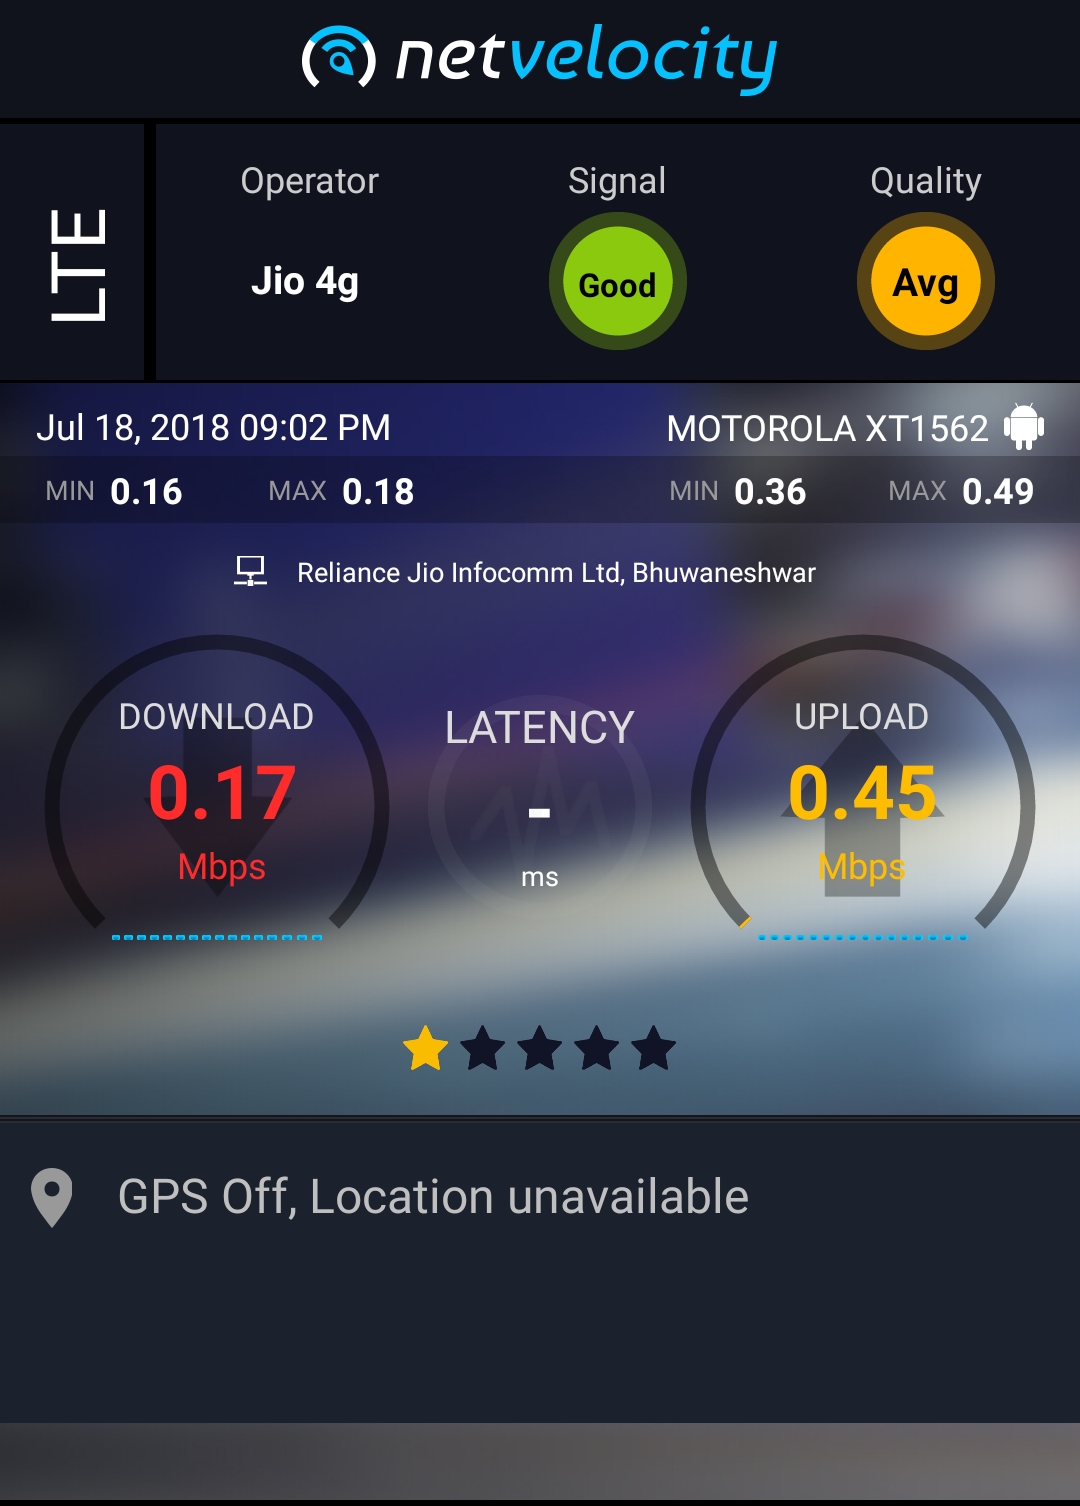 netvelocity
LTE
Operator Signal Quality
Jio 4g Good Avg
Jul 18, 2018 09:02 PM MOTOROLA XT1562
MIN 0.16 MAX 0.18 MIN 0.36 MAX 0.49
Reliance Jio Infocomm Ltd, Bhuwaneshwar
DOWNLOAD LATENCY UPLOAD
0.17 - 0.45
Mbps ms Mbps
GPS Off, Location unavailable